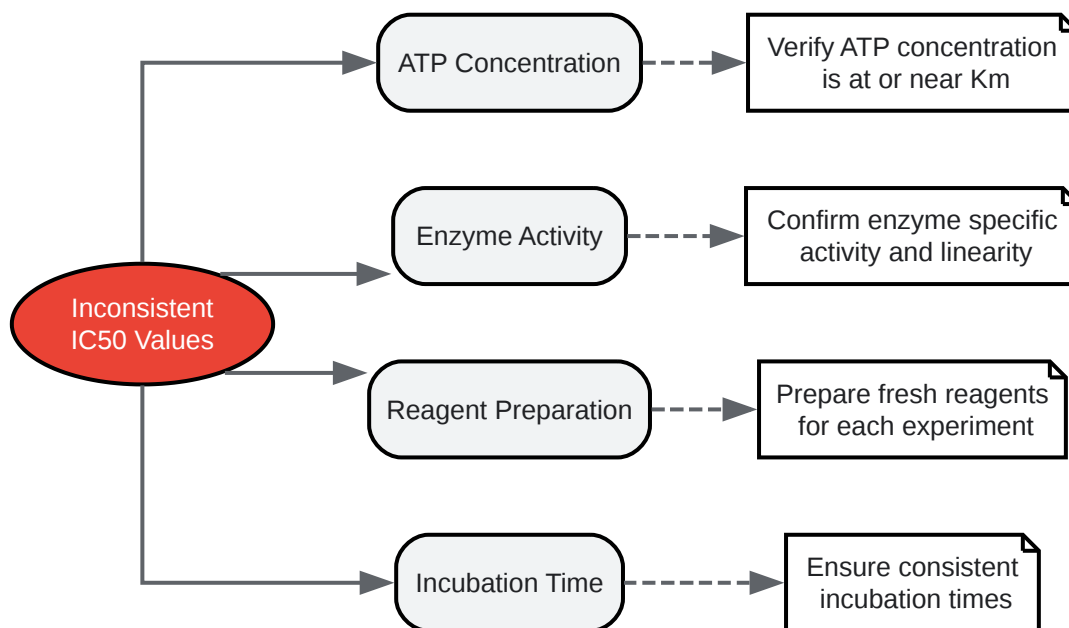 ATP Concentration
Verify ATP concentration
is at or near Km
Enzyme Activity
Confirm enzyme specific
activity and linearity
Inconsistent
IC50 Values
Reagent Preparation
Prepare fresh reagents
for each experiment
Incubation Time
Ensure consistent
incubation times